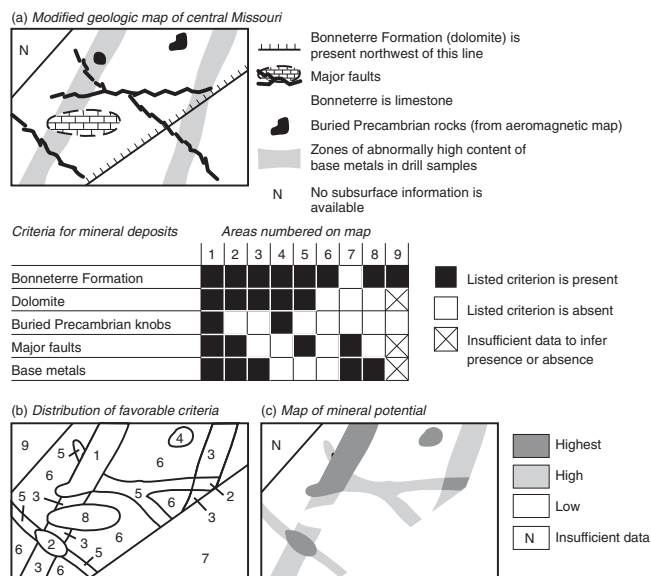 (a) Modified geologic map of central Missouri
N
Bonneterre Formation (dolomite) is
present northwest of this line
Major faults
Bonneterre is limestone
Buried Precambrian rocks (from aeromagnetic map)
Zones of abnormally high content of
base metals in drill samples
N No subsurface information is
available
Criteria for mineral deposits Areas numbered on map
1 2 3 4 5 6 7 8 9
Bonneterre Formation
Dolomite
Buried Precambrian knobs
Major faults
Base metals
Listed criterion is present
Listed criterion is absent
Insufficient data to infer
presence or absence
(b) Distribution of favorable criteria
9 5 1 4 6 3
6
5 3 5 6 2
8 3
6 2 3 5 6 7
3 6
(c) Map of mineral potential
N
Highest
High
Low
N Insufficient data